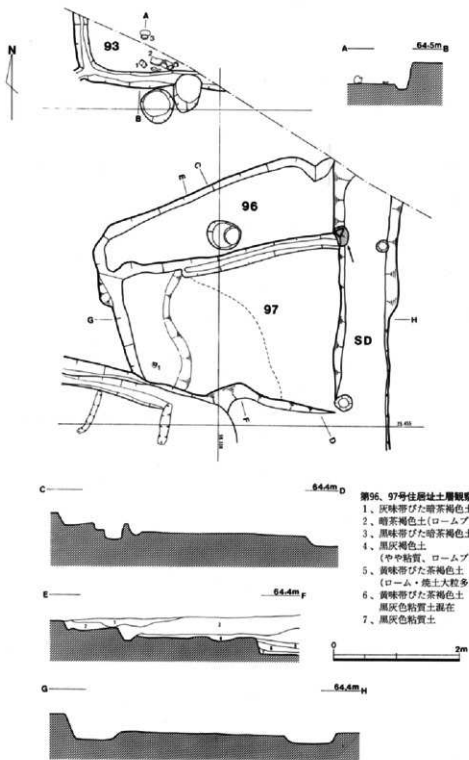 A
93
3
2
1
B
N
A
64.5m
B
C
E
96
97
G
H
SD
1
F
D
C
64.4m
D
E
64.4m
F
G
64.4m
H
第96、97号住居址土層観察
1、灰味帯びた暗茶褐色土
2、暗茶褐色土(ロームブ
3、黒味帯びた暗茶褐色土
4、黒灰褐色土
(やや粘質、ロームブ
5、黄味帯びた茶褐色土
(ローム・焼土大粒多
6、黄味帯びた茶褐色土
黒灰色粘質土混在
7、黒灰色粘質土
0
2m